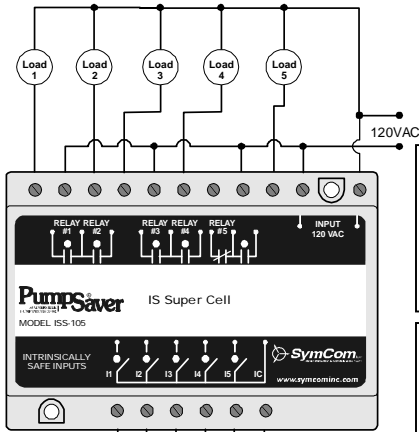 Load
1
Load
2
Load
3
Load
4
Load
5
120VAC
RELAY
#1
RELAY
#2
RELAY
#3
RELAY
#4
RELAY
#5
INPUT
120 VAC
PumpSaver
IS Super Cell
MODEL ISS-105
INTRINSICALLY
SAFE INPUTS
I1 I2 I3 I4 I5 IC
SymCom
www.symcominc.com